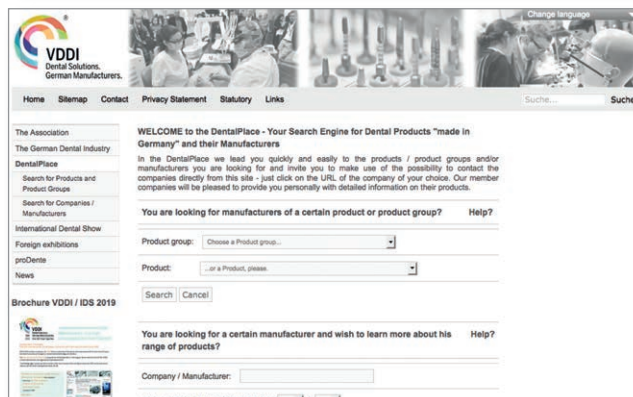 Change language
VDDI
Dental Solutions.
German Manufacturers.
Home Sitemap Contact Privacy Statement Statutory Links Suche... Suche
The Association
The German Dental Industry
DentalPlace
Search for Products and
Product Groups
Search for Companies /
Manufacturers
International Dental Show
Foreign exhibitions
proDente
News
Brochure VDDI / IDS 2019
VDDI
WELCOME to the DentalPlace - Your Search Engine for Dental Products "made in
Germany" and their Manufacturers
In the DentalPlace we lead you quickly and easily to the products / product groups and/or
manufacturers you are looking for and invite you to make use of the possibility to contact the
companies directly from this site - just click on the URL of the company of your choice. Our member
companies will be pleased to provide you personally with detailed information on their products.
You are looking for manufacturers of a certain product or product group? Help?
Product group: Choose a Product group...
Product: ...or a Product, please.
Search Cancel
You are looking for a certain manufacturer and wish to learn more about his Help?
range of products?
Company / Manufacturer: